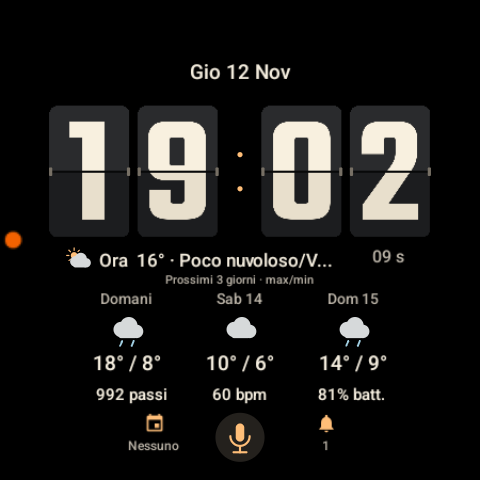 Gio 12 Nov
19:02
Ora 16° · Poco nuvoloso/V...
09 s
Prossimi 3 giorni · max/min
Domani Sab 14 Dom 15
18° / 8° 10° / 6° 14° / 9°
992 passi 60 bpm 81% batt.
Nessuno 1